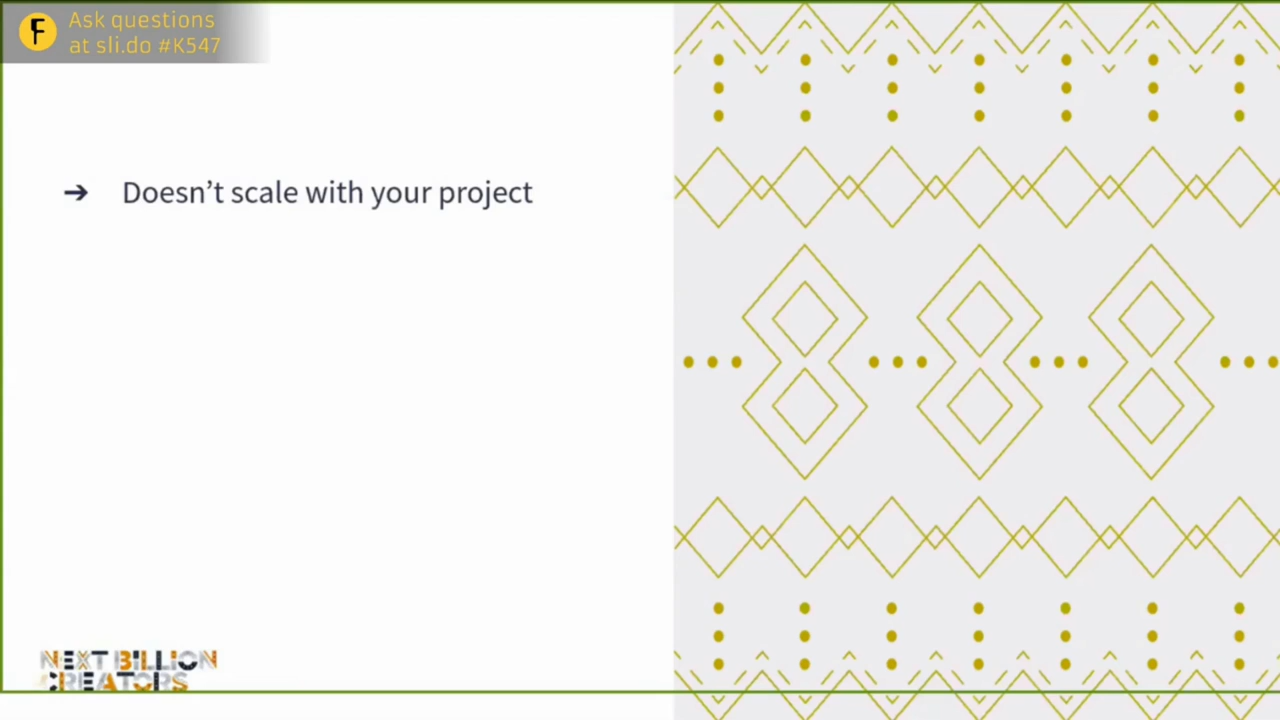 Ask questions
at sli.do #K547
➔ Doesn’t scale with your project
NEXT BILLION
CREATORS